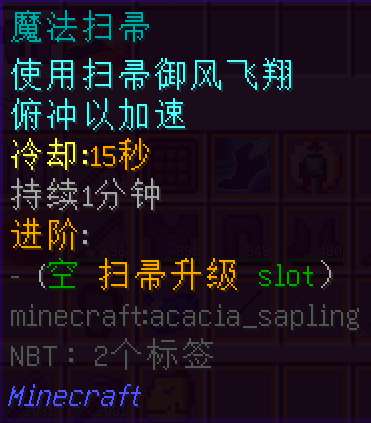 魔法扫帚
使用扫帚御风飞翔
俯冲以加速
冷却:15秒
持续1分钟
进阶:
- (空 扫帚升级 slot)
minecraft:acacia_sapling
NBT: 2个标签
Minecraft